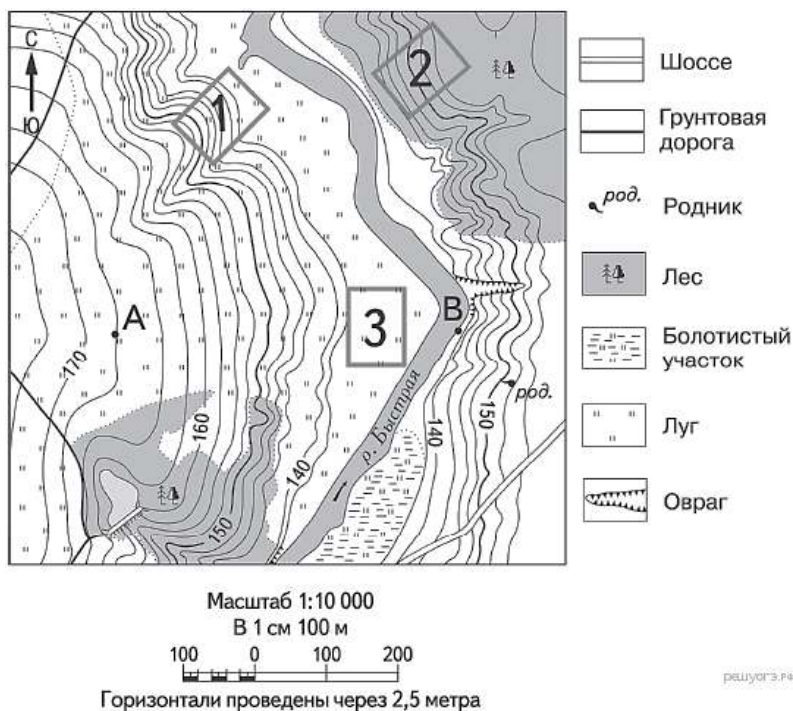 С
Ю
1
2
3
А
В
170
160
150
140
140
150
род.
р. Быстрая
Шоссе
Грунтовая
дорога
род.
Родник
Лес
Болотистый
участок
Луг
Овраг
Масштаб 1:10 000
В 1 см 100 м
100 0 100 200
Горизонтали проведены через 2,5 метра
решуогэ.рф